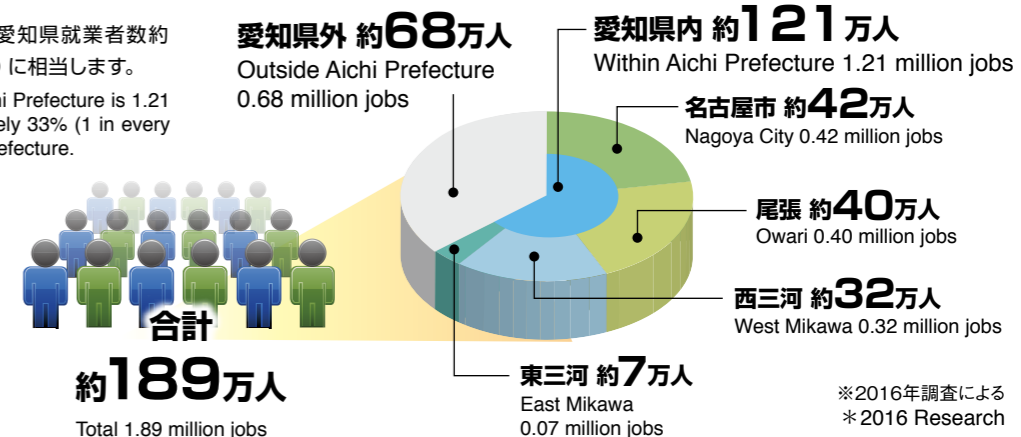 愛知県就業者数約
に相当します。
Prefecture is 1.21
33% (1 in every
愛知県外 約68万人
Outside Aichi Prefecture
0.68 million jobs
愛知県内 約121万人
Within Aichi Prefecture 1.21 million jobs
名古屋市 約42万人
Nagoya City 0.42 million jobs
尾張 約40万人
Owari 0.40 million jobs
西三河 約32万人
West Mikawa 0.32 million jobs
東三河 約7万人
East Mikawa
0.07 million jobs
合計
約189万人
Total 1.89 million jobs
※2016年調査による
＊2016 Research